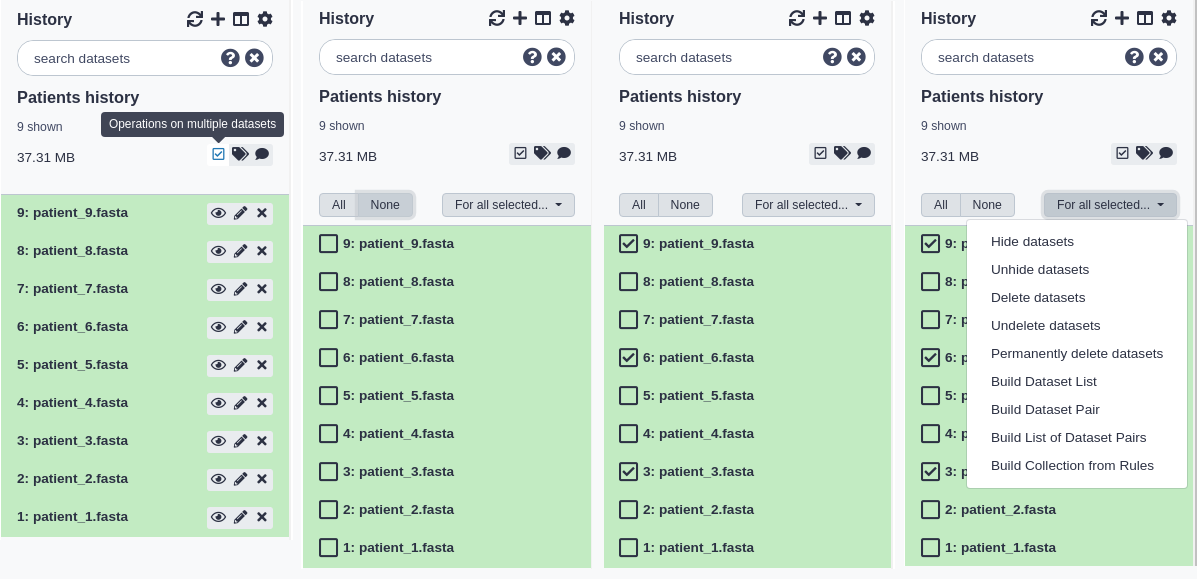 History
search datasets
Patients history
9 shown
Operations on multiple datasets
37.31 MB
9: patient_9.fasta
8: patient_8.fasta
7: patient_7.fasta
6: patient_6.fasta
5: patient_5.fasta
4: patient_4.fasta
3: patient_3.fasta
2: patient_2.fasta
1: patient_1.fasta
History
search datasets
Patients history
9 shown
37.31 MB
All None For all selected...
9: patient_9.fasta
8: patient_8.fasta
7: patient_7.fasta
6: patient_6.fasta
5: patient_5.fasta
4: patient_4.fasta
3: patient_3.fasta
2: patient_2.fasta
1: patient_1.fasta
History
search datasets
Patients history
9 shown
37.31 MB
All None For all selected...
9: patient_9.fasta
8: patient_8.fasta
7: patient_7.fasta
6: patient_6.fasta
5: patient_5.fasta
4: patient_4.fasta
3: patient_3.fasta
2: patient_2.fasta
1: patient_1.fasta
History
search datasets
Patients history
9 shown
37.31 MB
All None For all selected...
Hide datasets
Unhide datasets
Delete datasets
Undelete datasets
Permanently delete datasets
Build Dataset List
Build Dataset Pair
Build List of Dataset Pairs
Build Collection from Rules
9: p
8: p
7: p
6: p
5: p
4: p
3: p
2: patient_2.fasta
1: patient_1.fasta